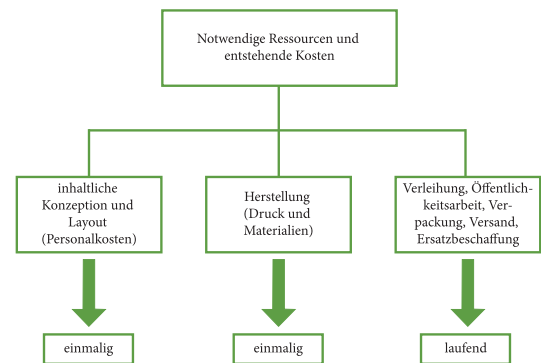 Notwendige Ressourcen und
entstehende Kosten
inhaltliche
Konzeption und
Layout
(Personalkosten)
Herstellung
(Druck und
Materialien)
Verleihung, Öffentlich-
keitsarbeit, Ver-
packung, Versand,
Ersatzbeschaffung
einmalig
einmalig
laufend